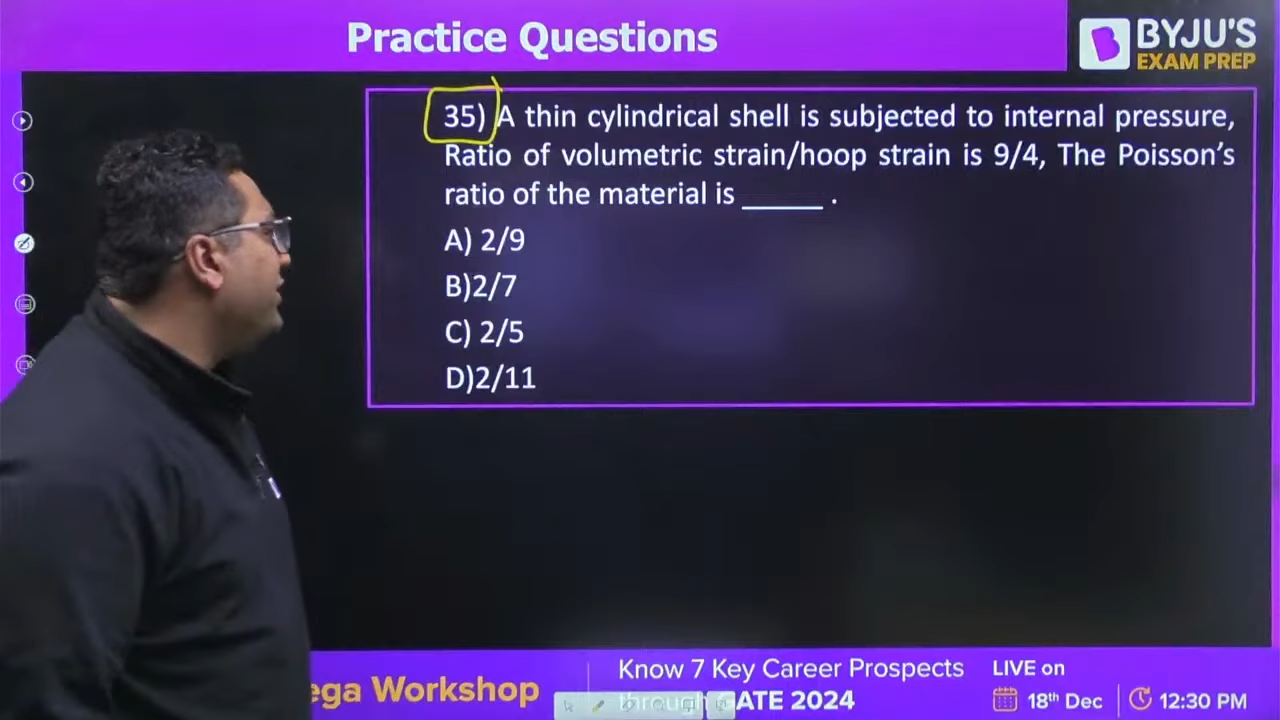 Practice Questions
BYJU'S
EXAM PREP
35) A thin cylindrical shell is subjected to internal pressure,
Ratio of volumetric strain/hoop strain is 9/4, The Poisson's
ratio of the material is ______ .
A) 2/9
B)2/7
C) 2/5
D)2/11
ega Workshop
Know 7 Key Career Prospects
through GATE 2024
LIVE on
18th Dec
12:30 PM